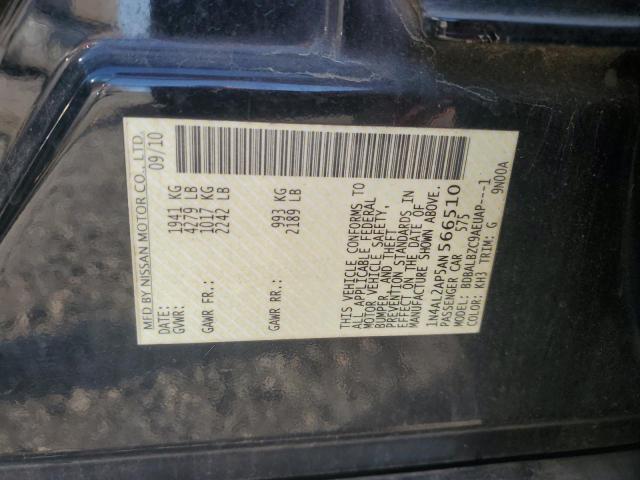 MFD BY NISSAN MOTOR CO., LTD.
DATE: 09/10
GVWR: 1941 KG
4279 LB
GAWR FR.: 1017 KG
2242 LB
GAWR RR.: 993 KG
2189 LB
THIS VEHICLE CONFORMS TO
ALL APPLICABLE FEDERAL
MOTOR VEHICLE SAFETY,
BUMPER, AND THEFT
PREVENTION STANDARDS IN
EFFECT ON THE DATE OF
MANUFACTURE SHOWN ABOVE.
1N4AL2AP5AN566510
PASSENGER CAR 575
MODEL: BDBALBZC9AEUAP---1
COLOR: KH3 TRIM: G 9N00A